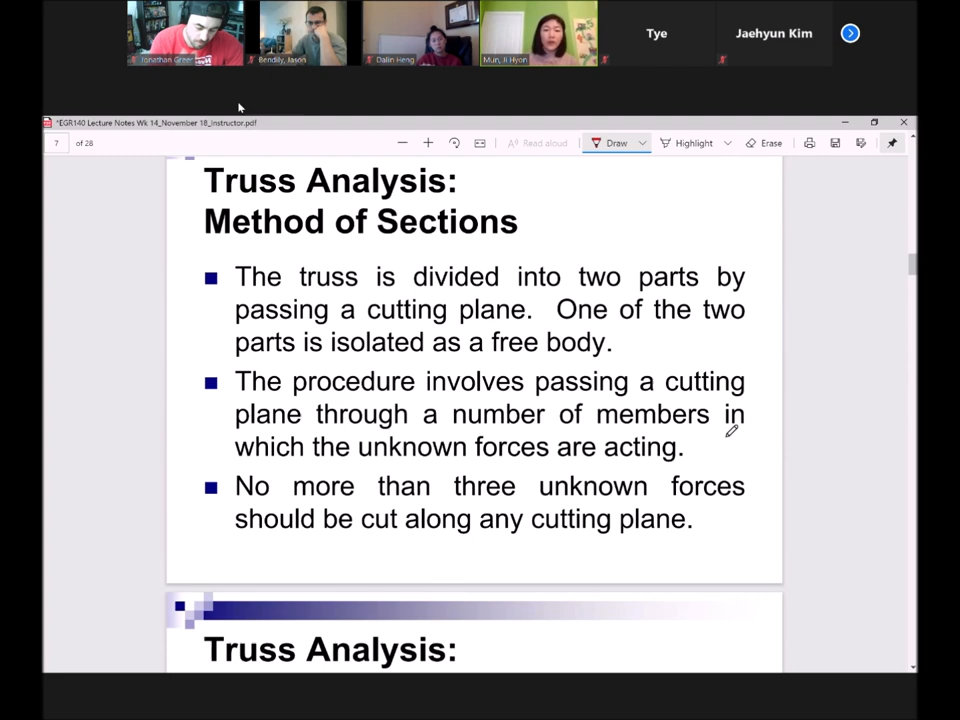 Jonathan Greer
Bendily, Jason
Dalin Heng
Mun, Ji Hyon
Tye
Jaehyun Kim
*EGR140 Lecture Notes Wk 14_November 18_Instructor.pdf
7 of 28
Read aloud
Draw
Highlight
Erase
Truss Analysis:
Method of Sections
The truss is divided into two parts by
passing a cutting plane. One of the two
parts is isolated as a free body.
The procedure involves passing a cutting
plane through a number of members in
which the unknown forces are acting.
No more than three unknown forces
should be cut along any cutting plane.
Truss Analysis: